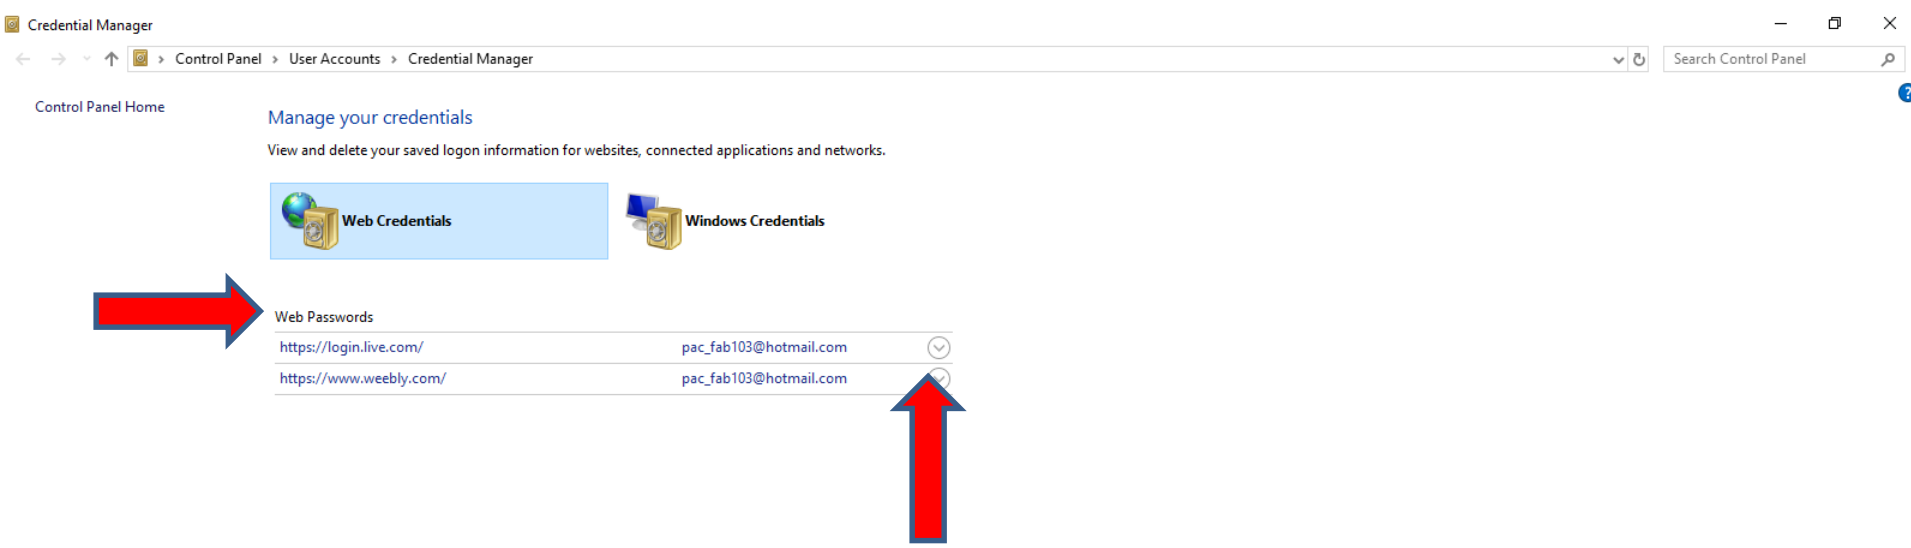 Credential Manager
Control Panel > User Accounts > Credential Manager
Search Control Panel
Control Panel Home
?
Manage your credentials
View and delete your saved logon information for websites, connected applications and networks.
Web Credentials
Windows Credentials
Web Passwords
https://login.live.com/ pac_fab103@hotmail.com
https://www.weebly.com/ pac_fab103@hotmail.com